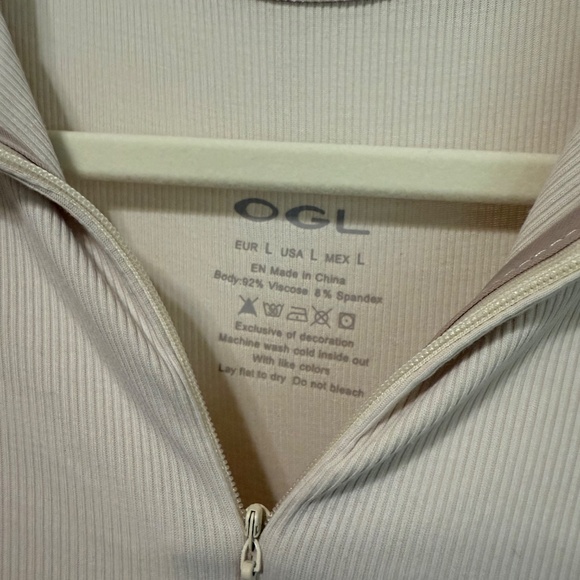 OGL
EUR L USA L MEX L
EN Made in China
Body:92% Viscose 8% Spandex
Exclusive of decoration
Machine wash cold inside out
With like colors
Lay flat to dry Do not bleach